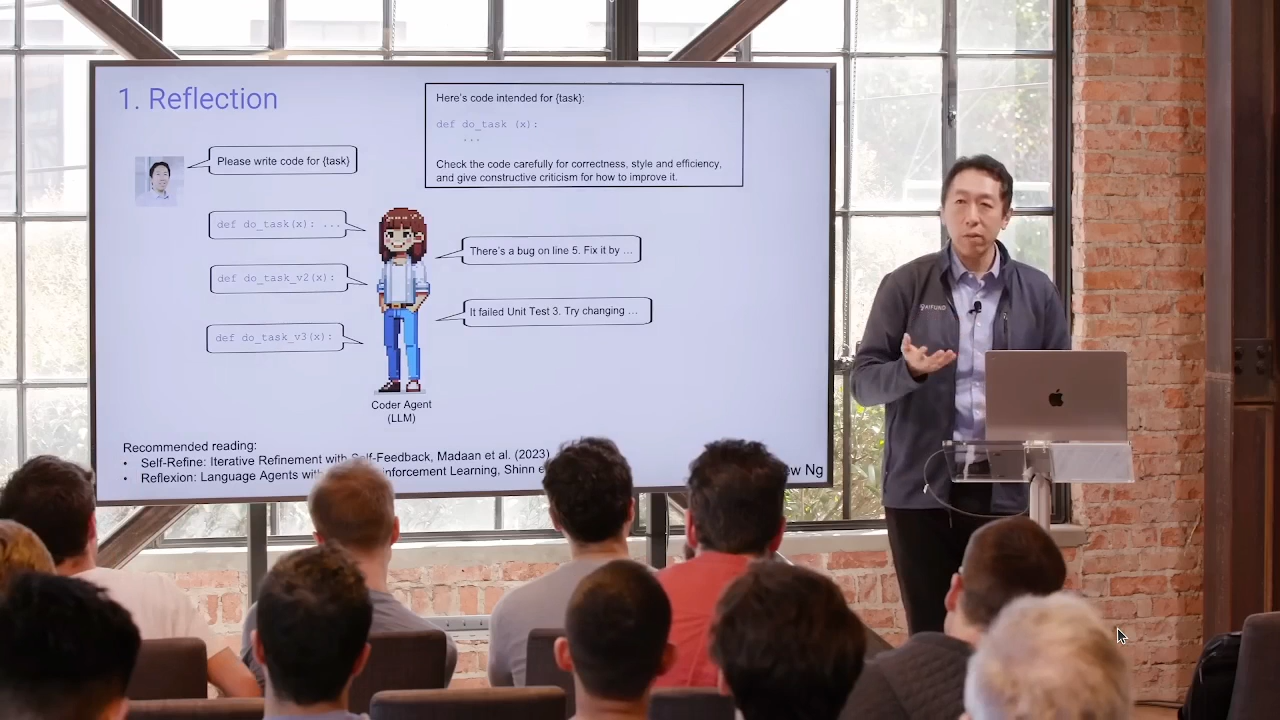 1. Reflection
Here's code intended for {task}:
def do_task (x):
...
Check the code carefully for correctness, style and efficiency,
and give constructive criticism for how to improve it.
Please write code for {task}
def do_task(x): ...
There's a bug on line 5. Fix it by ...
def do_task_v2(x):
It failed Unit Test 3. Try changing ...
def do_task_v3(x):
Coder Agent
(LLM)
Recommended reading:
• Self-Refine: Iterative Refinement with Self-Feedback, Madaan et al. (2023)
• Reflexion: Language Agents with Reinforcement Learning, Shinn
Ng
AI FUND